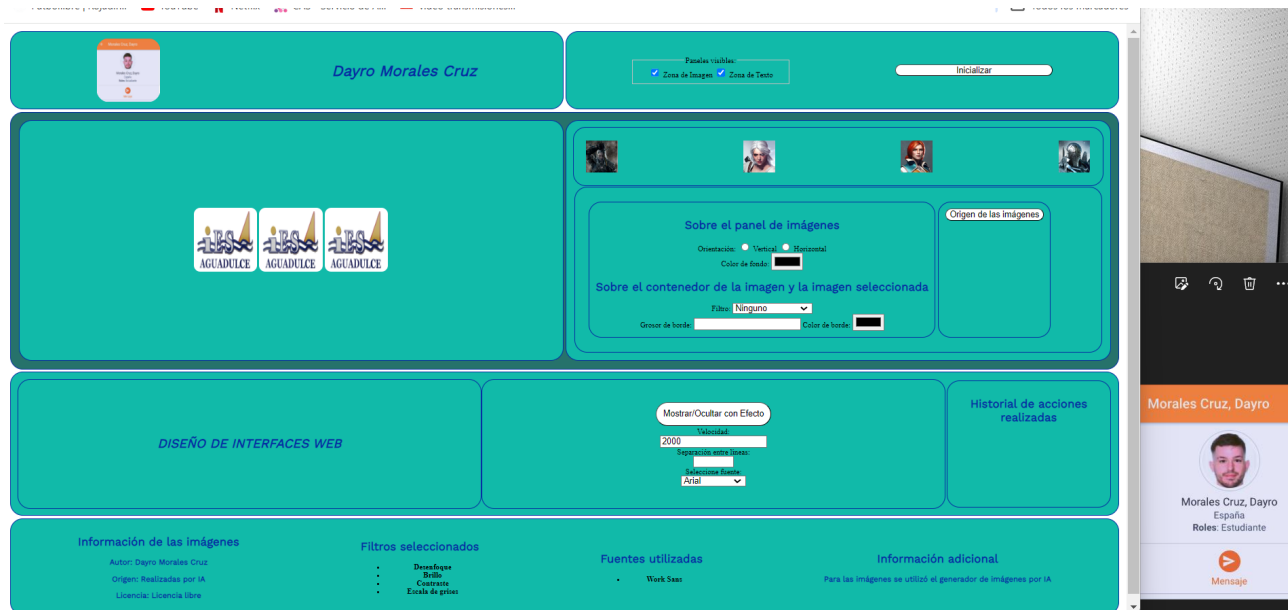 YouTube
Dayro Morales Cruz
Paneles visibles:
Zona de Imagen Zona de Texto
Inicializar
iES AGUADULCE iES AGUADULCE iES AGUADULCE
Sobre el panel de imágenes
Orientación: Vertical Horizontal
Color de fondo:
Sobre el contenedor de la imagen y la imagen seleccionada
Filtro: Ninguno
Grosor de borde: Color de borde:
Origen de las imágenes
DISEÑO DE INTERFACES WEB
Mostrar/Ocultar con Efecto
Velocidad:
2000
Separación entre líneas:
Seleccione fuente:
Arial
Historial de acciones
realizadas
Información de las imágenes
Autor: Dayro Morales Cruz
Origen: Realizadas por IA
Licencia: Licencia libre
Filtros seleccionados
Desenfoque
Brillo
Contraste
Escala de grises
Fuentes utilizadas
Work Sans
Información adicional
Para las imágenes se utilizó el generador de imágenes por IA
Morales Cruz, Dayro
Morales Cruz, Dayro
España
Roles: Estudiante
Mensaje